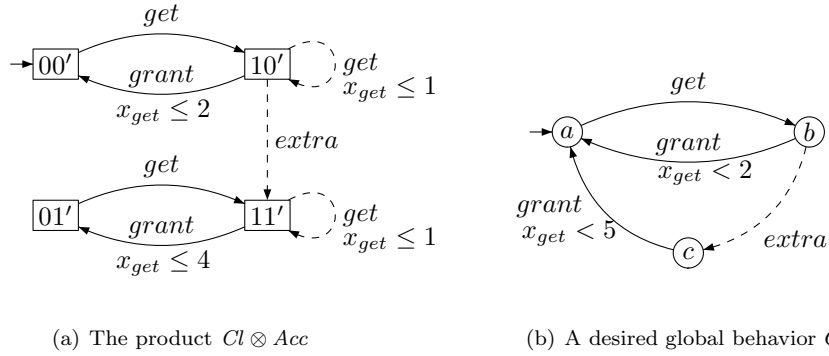 get
00′
10′
get
grant
x_get ≤ 1
x_get ≤ 2
extra
get
01′
11′
get
grant
x_get ≤ 1
x_get ≤ 4
get
a
b
grant
x_get < 2
grant
x_get < 5
extra
c
(a) The product Cl ⊗ Acc
(b) A desired global behavior